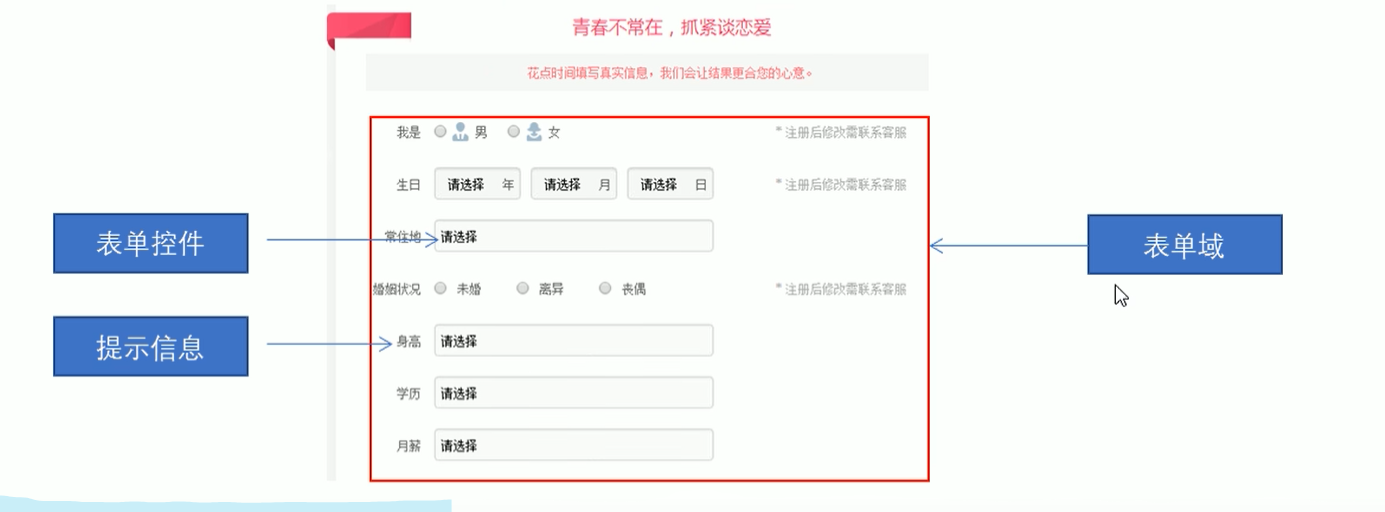 青春不常在，抓紧谈恋爱
花点时间填写真实信息，我们会让结果更合您的心意。
我是 男 女 * 注册后修改需联系客服
生日 请选择 年 请选择 月 请选择 日 * 注册后修改需联系客服
表单控件
常住地 请选择
表单域
婚姻状况 未婚 离异 丧偶 * 注册后修改需联系客服
提示信息
身高 请选择
学历 请选择
月薪 请选择